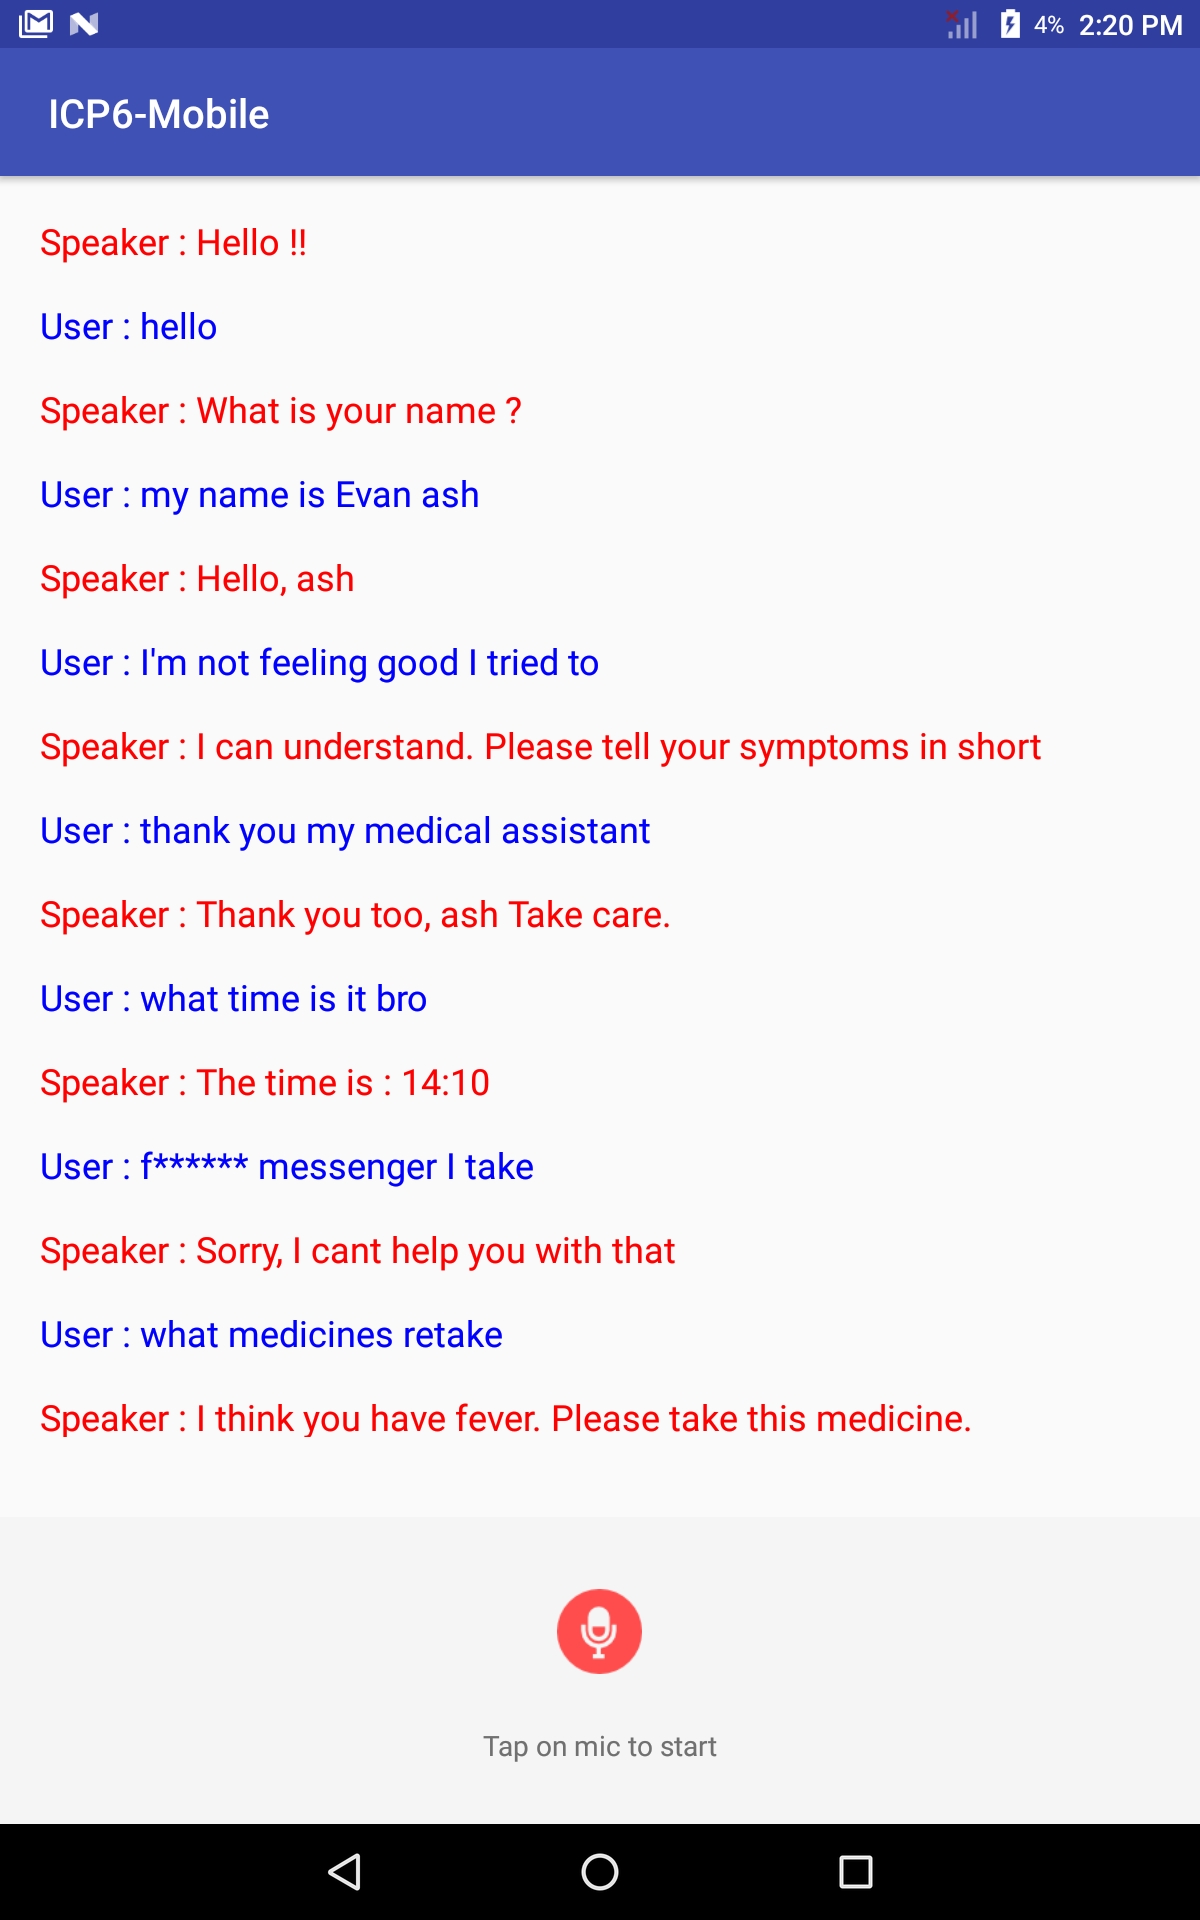 4% 2:20 PM
ICP6-Mobile
Speaker : Hello !!
User : hello
Speaker : What is your name ?
User : my name is Evan ash
Speaker : Hello, ash
User : I'm not feeling good I tried to
Speaker : I can understand. Please tell your symptoms in short
User : thank you my medical assistant
Speaker : Thank you too, ash Take care.
User : what time is it bro
Speaker : The time is : 14:10
User : f****** messenger I take
Speaker : Sorry, I cant help you with that
User : what medicines retake
Speaker : I think you have fever. Please take this medicine.
Tap on mic to start